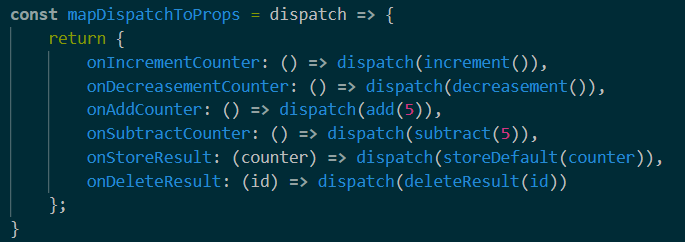 const mapDispatchToProps = dispatch => {
    return {
        onIncrementCounter: () => dispatch(increment()),
        onDecreasementCounter: () => dispatch(decreasement()),
        onAddCounter: () => dispatch(add(5)),
        onSubtractCounter: () => dispatch(subtract(5)),
        onStoreResult: (counter) => dispatch(storeDefault(counter)),
        onDeleteResult: (id) => dispatch(deleteResult(id))
    };
}